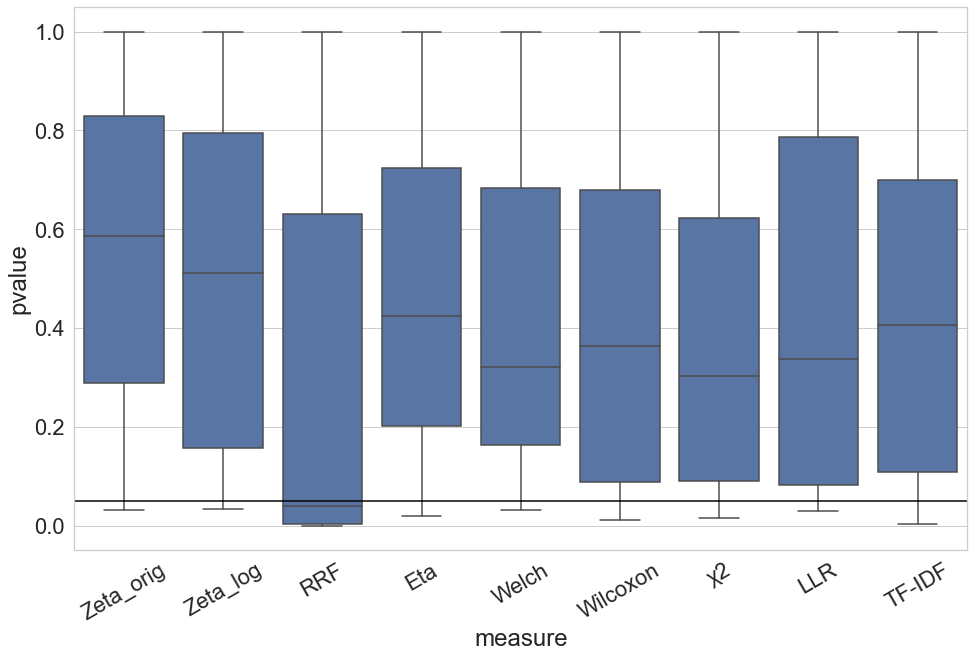 1.0
0.8
0.6
0.4
0.2
0.0
pvalue
Zeta_orig
Zeta_log
RRF
Eta
Welch
Wilcoxon
χ2
LLR
TF-IDF
measure